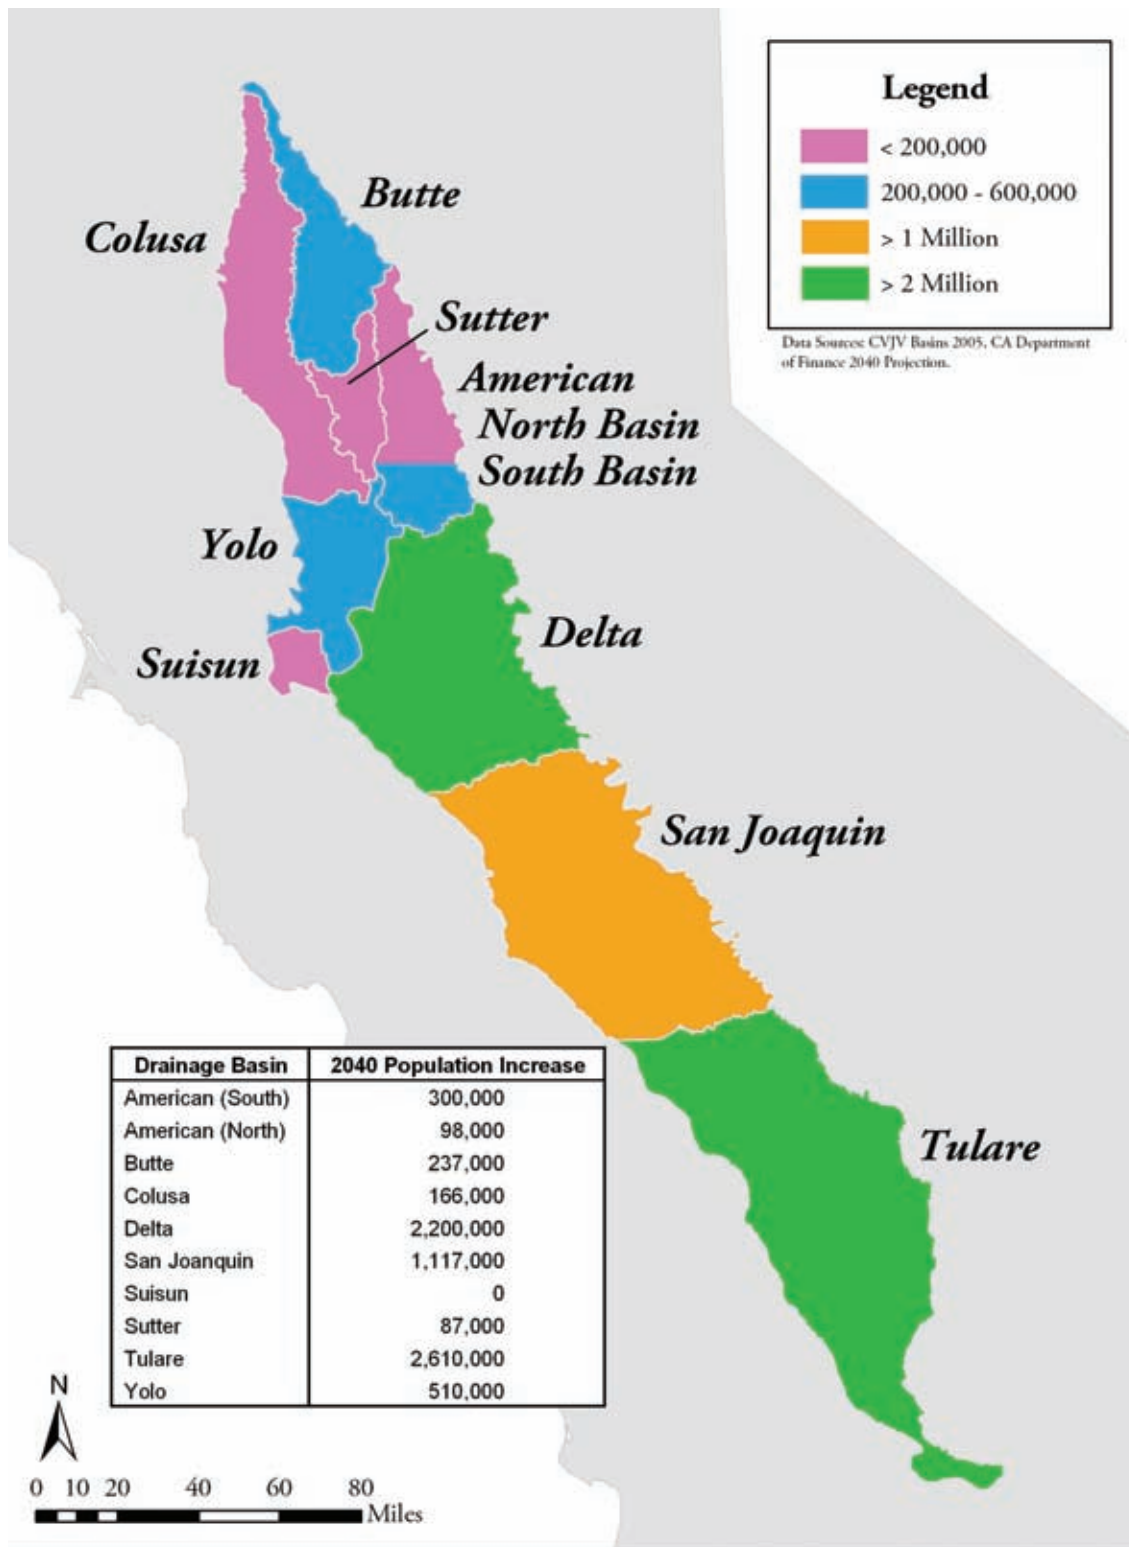 Legend
< 200,000
200,000 - 600,000
> 1 Million
> 2 Million
Data Sources: CVJV Basins 2005, CA Department
of Finance 2040 Projection.
Butte
Colusa
Sutter
American
North Basin
South Basin
Yolo
Delta
Suisun
San Joaquin
Tulare
Drainage Basin 2040 Population Increase
American (South) 300,000
American (North) 98,000
Butte 237,000
Colusa 166,000
Delta 2,200,000
San Joanquin 1,117,000
Suisun 0
Sutter 87,000
Tulare 2,610,000
Yolo 510,000
N
0 10 20 40 60 80
Miles